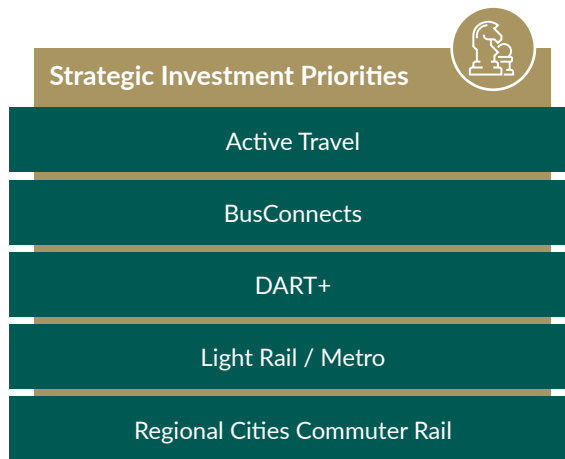 Strategic Investment Priorities
Active Travel
BusConnects
DART+
Light Rail / Metro
Regional Cities Commuter Rail